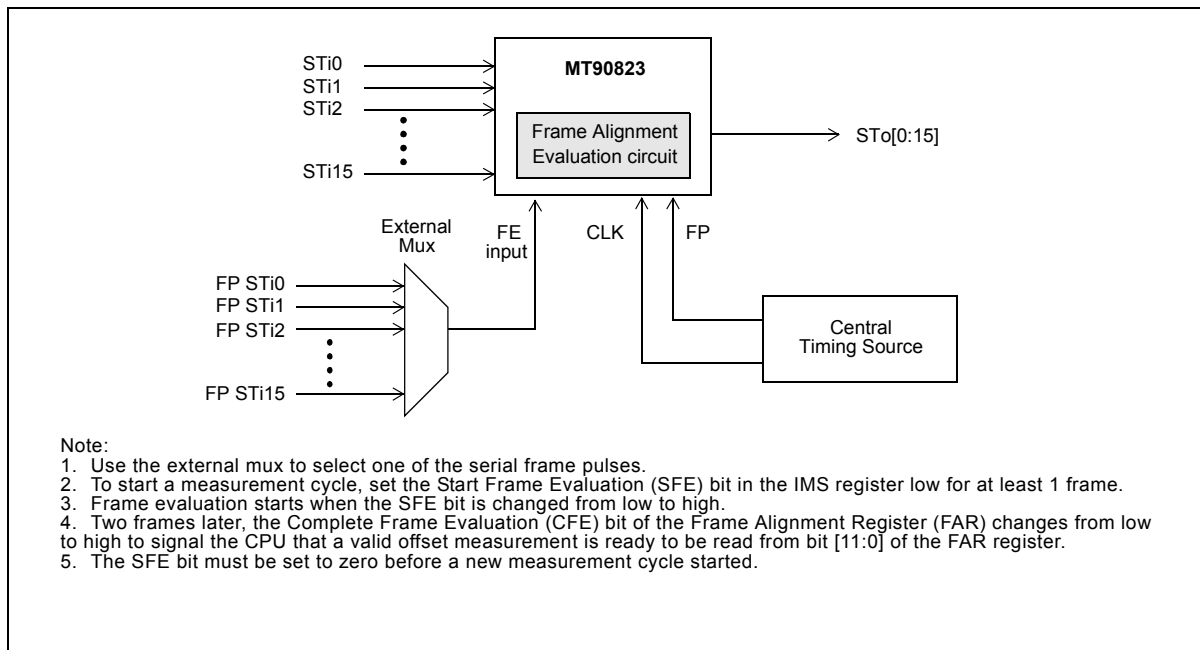 STi0
STi1
STi2
STi15
MT90823
Frame Alignment
Evaluation circuit
STo[0:15]
External
Mux
FE
input
CLK
FP
FP STi0
FP STi1
FP STi2
FP STi15
Central
Timing Source
Note:
1. Use the external mux to select one of the serial frame pulses.
2. To start a measurement cycle, set the Start Frame Evaluation (SFE) bit in the IMS register low for at least 1 frame.
3. Frame evaluation starts when the SFE bit is changed from low to high.
4. Two frames later, the Complete Frame Evaluation (CFE) bit of the Frame Alignment Register (FAR) changes from low
to high to signal the CPU that a valid offset measurement is ready to be read from bit [11:0] of the FAR register.
5. The SFE bit must be set to zero before a new measurement cycle started.